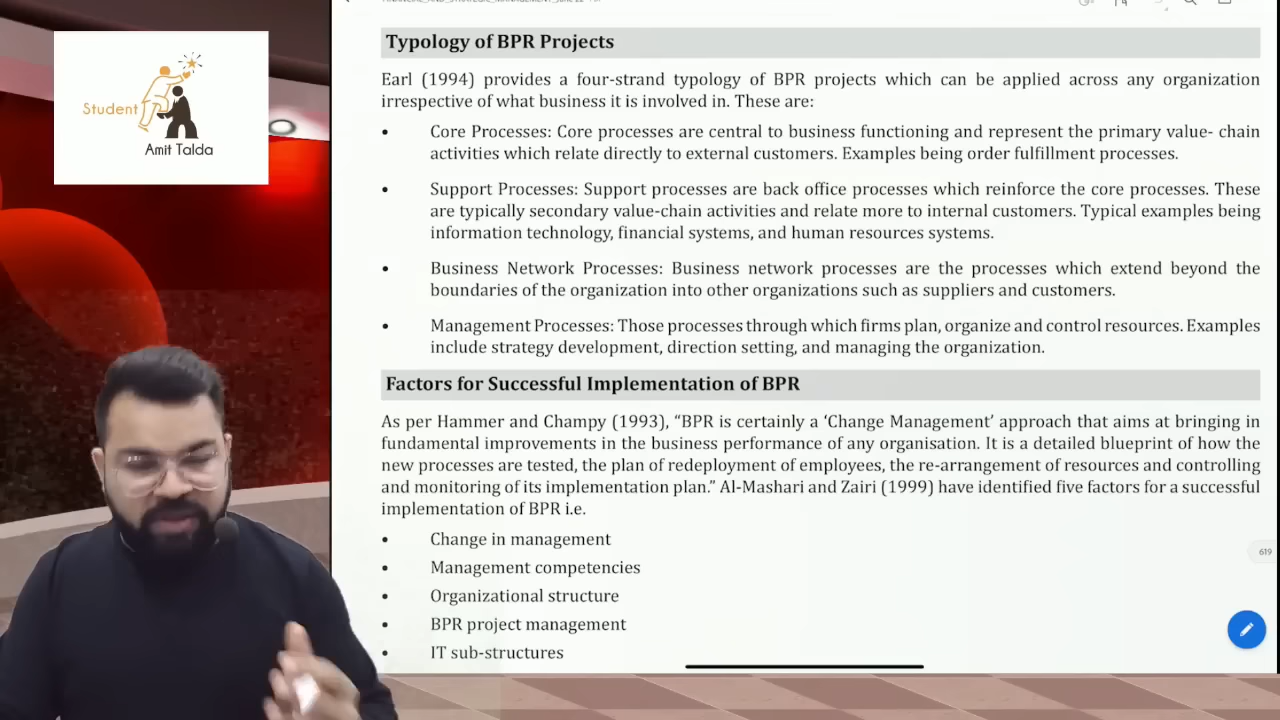 Student
Amit Talda
Typology of BPR Projects
Earl (1994) provides a four-strand typology of BPR projects which can be applied across any organization
irrespective of what business it is involved in. These are:
• Core Processes: Core processes are central to business functioning and represent the primary value- chain
activities which relate directly to external customers. Examples being order fulfillment processes.
• Support Processes: Support processes are back office processes which reinforce the core processes. These
are typically secondary value-chain activities and relate more to internal customers. Typical examples being
information technology, financial systems, and human resources systems.
• Business Network Processes: Business network processes are the processes which extend beyond the
boundaries of the organization into other organizations such as suppliers and customers.
• Management Processes: Those processes through which firms plan, organize and control resources. Examples
include strategy development, direction setting, and managing the organization.
Factors for Successful Implementation of BPR
As per Hammer and Champy (1993), “BPR is certainly a ‘Change Management’ approach that aims at bringing in
fundamental improvements in the business performance of any organisation. It is a detailed blueprint of how the
new processes are tested, the plan of redeployment of employees, the re-arrangement of resources and controlling
and monitoring of its implementation plan.” Al-Mashari and Zairi (1999) have identified five factors for a successful
implementation of BPR i.e.
• Change in management
• Management competencies
• Organizational structure
• BPR project management
• IT sub-structures
619